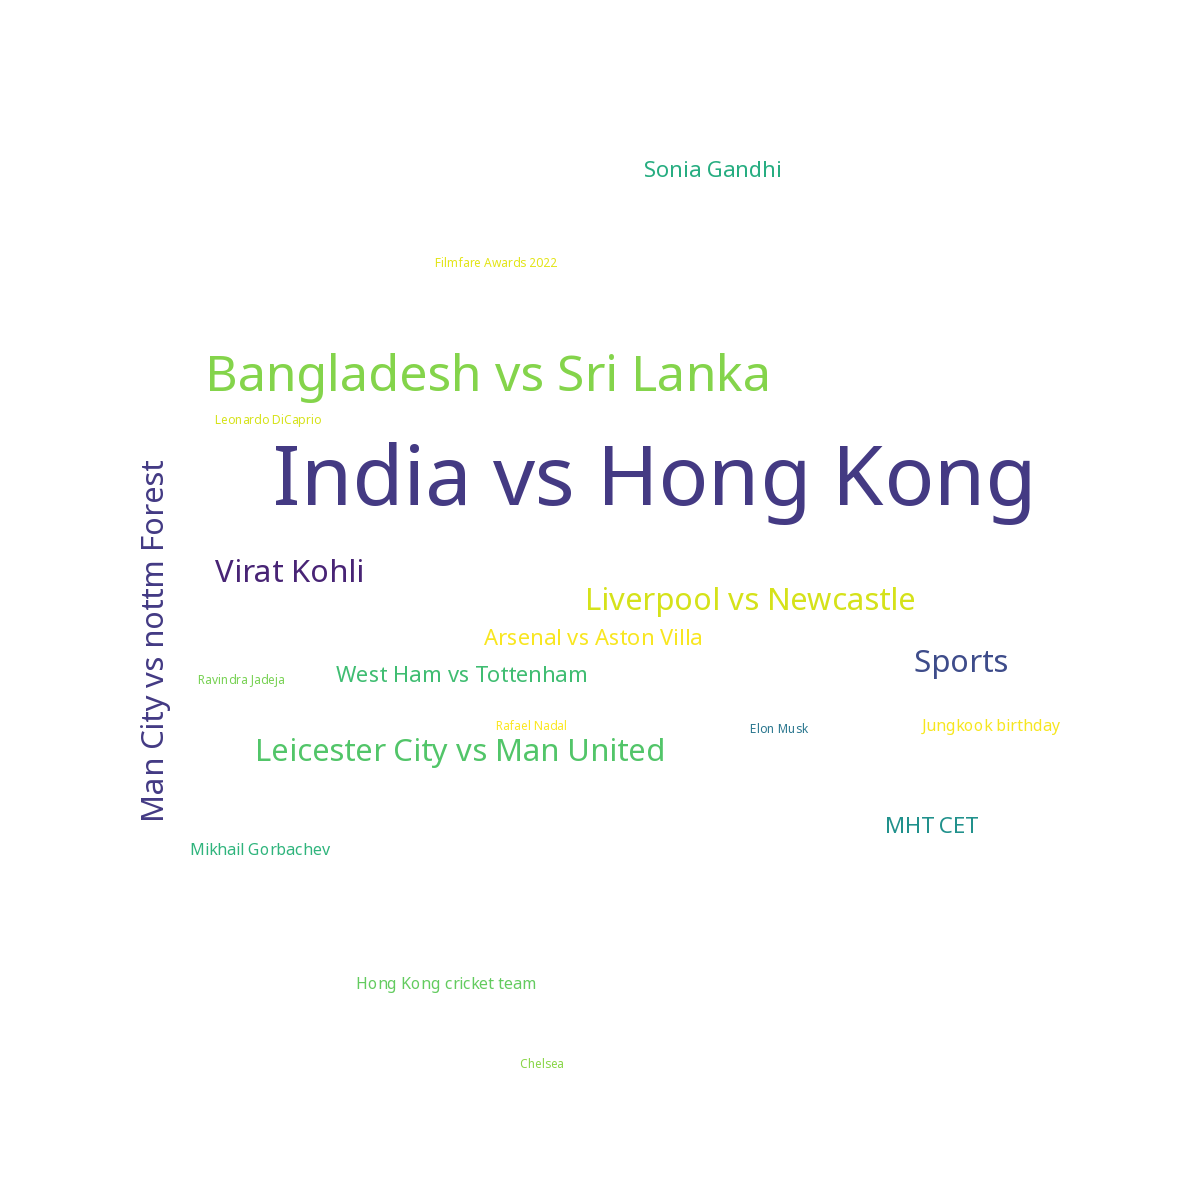 Sonia Gandhi
Filmfare Awards 2022
Bangladesh vs Sri Lanka
Leonardo DiCaprio
India vs Hong Kong
Man City vs nottm Forest
Virat Kohli
Liverpool vs Newcastle
Arsenal vs Aston Villa
Sports
West Ham vs Tottenham
Ravindra Jadeja
Rafael Nadal
Elon Musk
Jungkook birthday
Leicester City vs Man United
MHT CET
Mikhail Gorbachev
Hong Kong cricket team
Chelsea